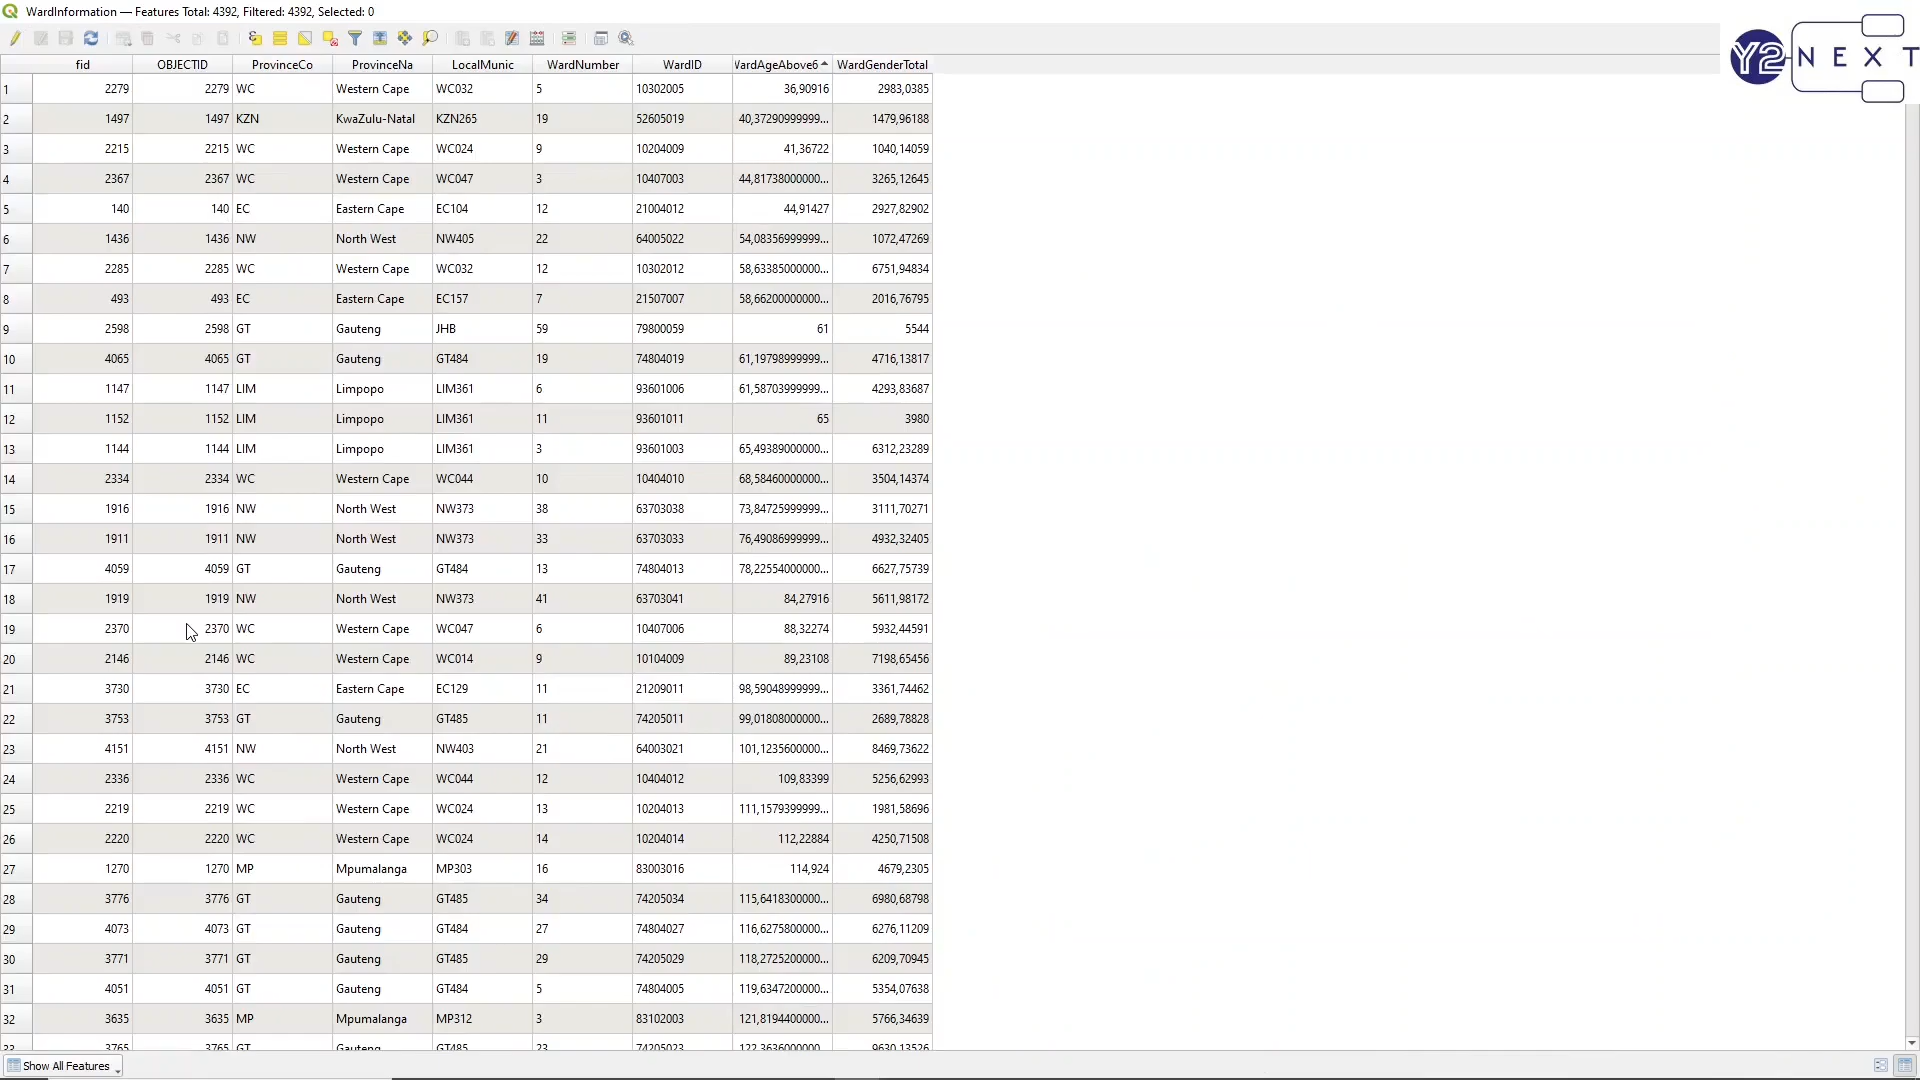 WardInformation — Features Total: 4392, Filtered: 4392, Selected: 0
Y2 NEXT
fid OBJECTID ProvinceCo ProvinceNa LocalMunic WardNumber WardID WardAgeAbove6 WardGenderTotal
1 2279 2279 WC Western Cape WC032 5 10302005 36,90916 2983,0385
2 1497 1497 KZN KwaZulu-Natal KZN265 19 52605019 40,37290999999... 1479,96188
3 2215 2215 WC Western Cape WC024 9 10204009 41,36722 1040,14059
4 2367 2367 WC Western Cape WC047 3 10407003 44,81738000000... 3265,12645
5 140 140 EC Eastern Cape EC104 12 21004012 44,91427 2927,82902
6 1436 1436 NW North West NW405 22 64005022 54,08356999999... 1072,47269
7 2285 2285 WC Western Cape WC032 12 10302012 58,63385000000... 6751,94834
8 493 493 EC Eastern Cape EC157 7 21507007 58,66200000000... 2016,76795
9 2598 2598 GT Gauteng JHB 59 79800059 61 5544
10 4065 4065 GT Gauteng GT484 19 74804019 61,19798999999... 4716,13817
11 1147 1147 LIM Limpopo LIM361 6 93601006 61,58703999999... 4293,83687
12 1152 1152 LIM Limpopo LIM361 11 93601011 65 3980
13 1144 1144 LIM Limpopo LIM361 3 93601003 65,49389000000... 6312,23289
14 2334 2334 WC Western Cape WC044 10 10404010 68,58460000000... 3504,14374
15 1916 1916 NW North West NW373 38 63703038 73,84725999999... 3111,70271
16 1911 1911 NW North West NW373 33 63703033 76,49086999999... 4932,32405
17 4059 4059 GT Gauteng GT484 13 74804013 78,22554000000... 6627,75739
18 1919 1919 NW North West NW373 41 63703041 84,27916 5611,98172
19 2370 2370 WC Western Cape WC047 6 10407006 88,32274 5932,44591
20 2146 2146 WC Western Cape WC014 9 10104009 89,23108 7198,65456
21 3730 3730 EC Eastern Cape EC129 11 21209011 98,59048999999... 3361,74462
22 3753 3753 GT Gauteng GT485 11 74205011 99,01808000000... 2689,78828
23 4151 4151 NW North West NW403 21 64003021 101,1235600000... 8469,73622
24 2336 2336 WC Western Cape WC044 12 10404012 109,83399 5256,62993
25 2219 2219 WC Western Cape WC024 13 10204013 111,1579399999... 1981,58696
26 2220 2220 WC Western Cape WC024 14 10204014 112,22884 4250,71508
27 1270 1270 MP Mpumalanga MP303 16 83003016 114,924 4679,2305
28 3776 3776 GT Gauteng GT485 34 74205034 115,6418300000... 6980,68798
29 4073 4073 GT Gauteng GT484 27 74804027 116,6275800000... 6276,11209
30 3771 3771 GT Gauteng GT485 29 74205029 118,2725200000... 6209,70945
31 4051 4051 GT Gauteng GT484 5 74804005 119,6347200000... 5354,07638
32 3635 3635 MP Mpumalanga MP312 3 83102003 121,8194400000... 5766,34639
33 3765 3765 GT Gauteng GT485 23 74205023 122,3636000000... 9630,13526
Show All Features